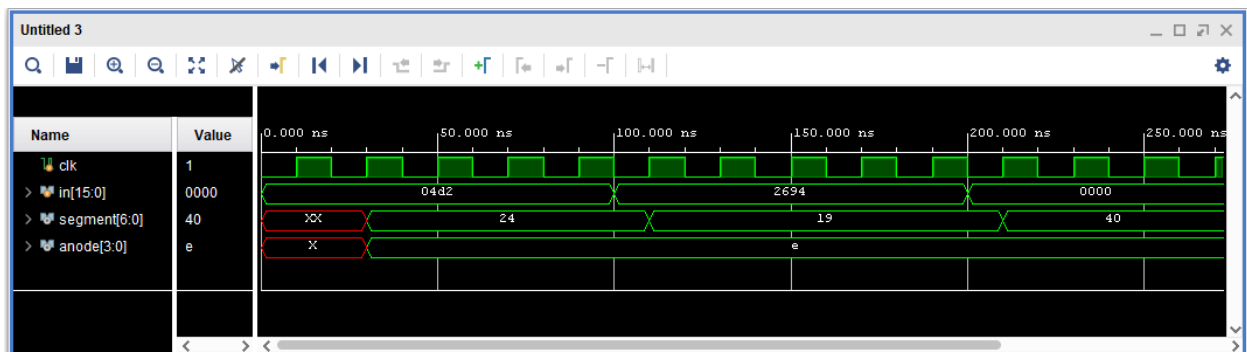 Untitled 3
Name Value 0.000 ns 50.000 ns 100.000 ns 150.000 ns 200.000 ns 250.000 ns
clk 1
in[15:0] 0000 04d2 2694 0000
segment[6:0] 40 XX 24 19 40
anode[3:0] e X e